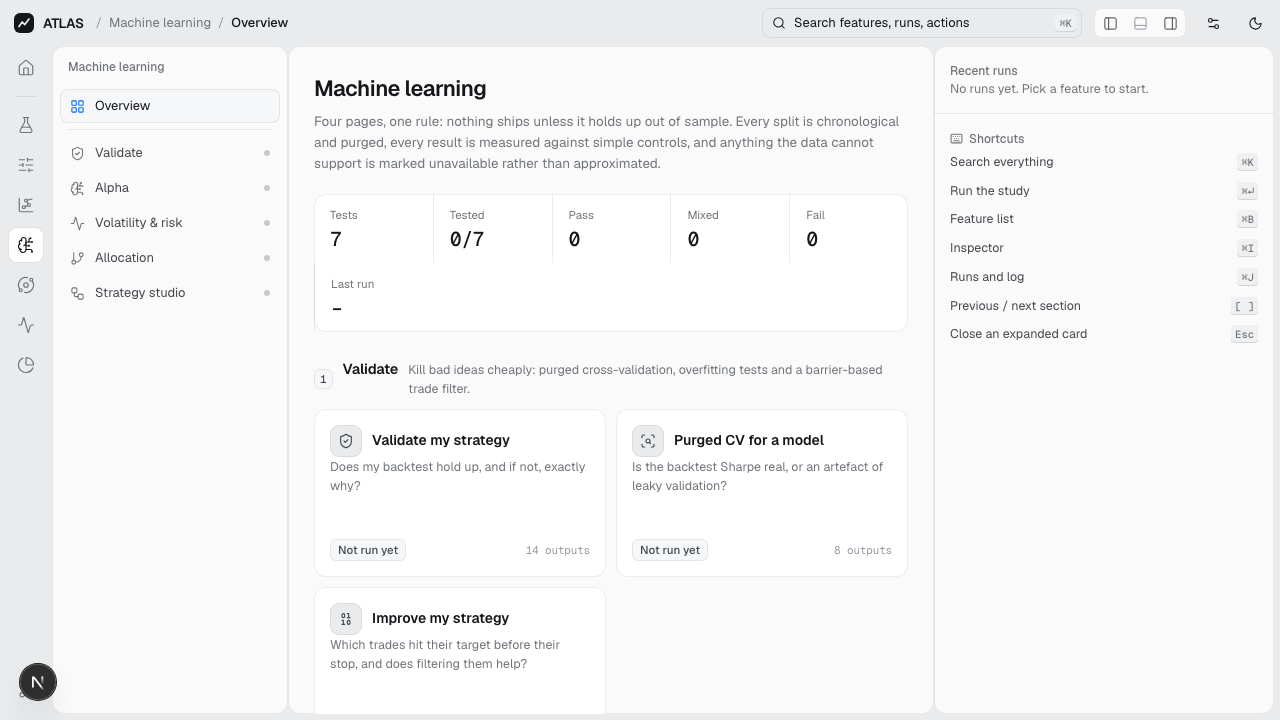 ATLAS / Machine learning / Overview
Search features, runs, actions ⌘K
Machine learning
Overview
Validate
Alpha
Volatility & risk
Allocation
Strategy studio
Machine learning
Four pages, one rule: nothing ships unless it holds up out of sample. Every split is chronological
and purged, every result is measured against simple controls, and anything the data cannot
support is marked unavailable rather than approximated.
Tests
7
Tested
0/7
Pass
0
Mixed
0
Fail
0
Last run
–
1 Validate Kill bad ideas cheaply: purged cross-validation, overfitting tests and a barrier-based
trade filter.
Validate my strategy
Does my backtest hold up, and if not, exactly
why?
Not run yet 14 outputs
Purged CV for a model
Is the backtest Sharpe real, or an artefact of
leaky validation?
Not run yet 8 outputs
01
10
Improve my strategy
Which trades hit their target before their
stop, and does filtering them help?
Recent runs
No runs yet. Pick a feature to start.
Shortcuts
Search everything ⌘K
Run the study ⌘↵
Feature list ⌘B
Inspector ⌘I
Runs and log ⌘J
Previous / next section [ ]
Close an expanded card Esc
N